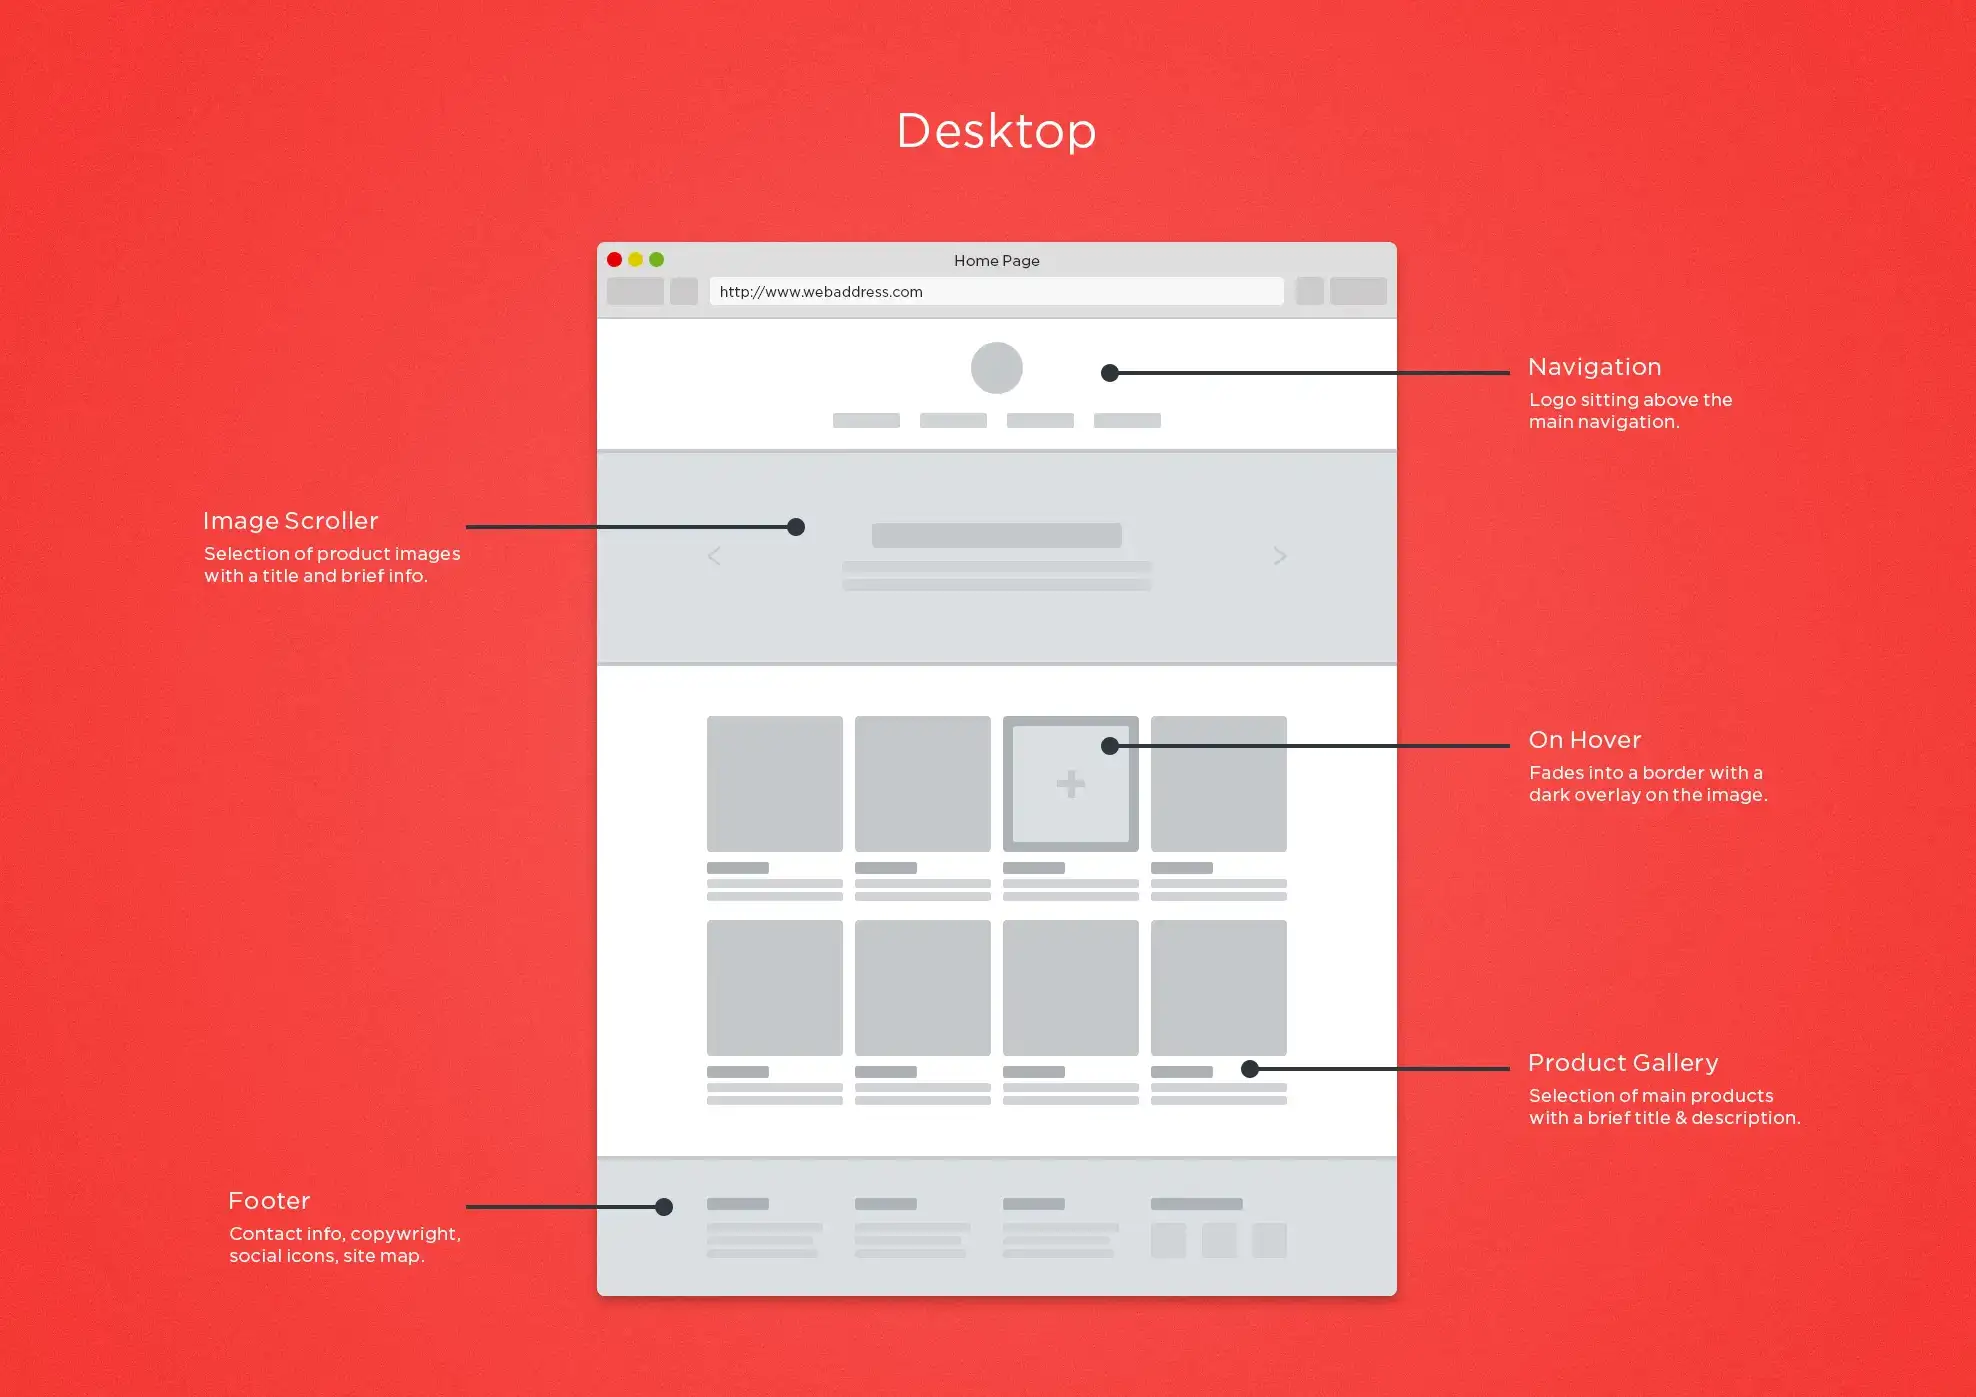 Desktop
Home Page
http://www.webaddress.com
Navigation
Logo sitting above the
main navigation.
Image Scroller
Selection of product images
with a title and brief info.
On Hover
Fades into a border with a
dark overlay on the image.
Product Gallery
Selection of main products
with a brief title & description.
Footer
Contact info, copywright,
social icons, site map.